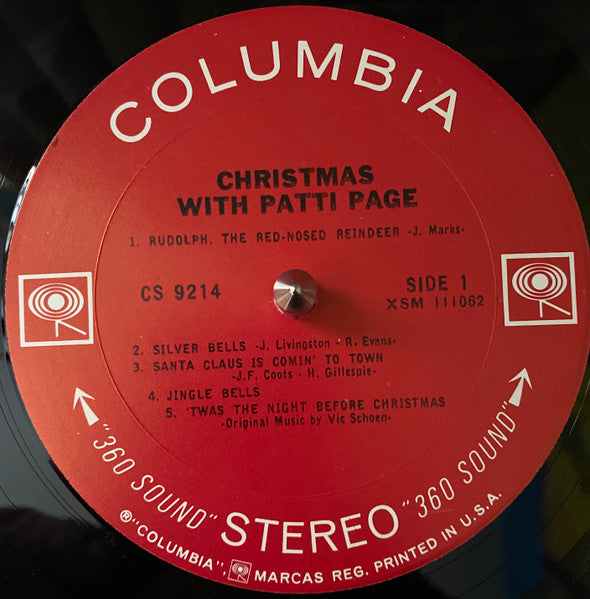 COLUMBIA
CHRISTMAS
WITH PATTI PAGE
1. RUDOLPH, THE RED-NOSED REINDEER -J. Marks-
CS 9214
SIDE 1
XSM 111062
2. SILVER BELLS -J. Livingston - R. Evans-
3. SANTA CLAUS IS COMIN' TO TOWN
-J.F. Coots - H. Gillespie-
4. JINGLE BELLS
5. 'TWAS THE NIGHT BEFORE CHRISTMAS
-Original Music by Vic Schoen-
"360 SOUND" STEREO "360 SOUND"
℗"COLUMBIA", MARCAS REG. PRINTED IN U.S.A.